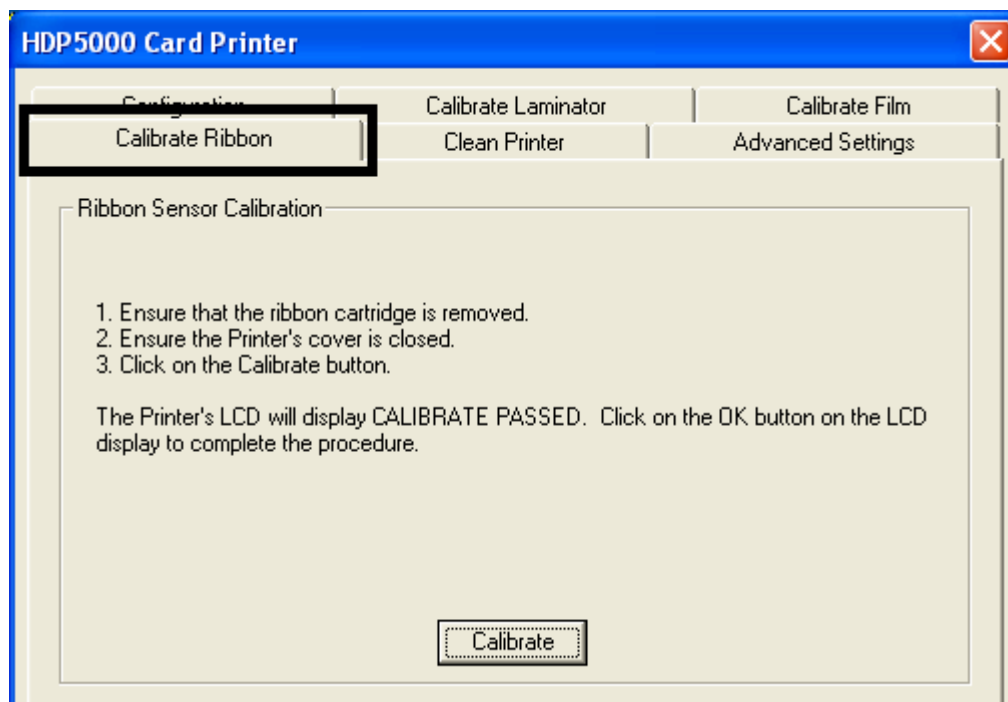 HDP5000 Card Printer
Configuration
Calibrate Laminator
Calibrate Film
Calibrate Ribbon
Clean Printer
Advanced Settings
Ribbon Sensor Calibration
1. Ensure that the ribbon cartridge is removed.
2. Ensure the Printer's cover is closed.
3. Click on the Calibrate button.
The Printer's LCD will display CALIBRATE PASSED. Click on the OK button on the LCD
display to complete the procedure.
Calibrate